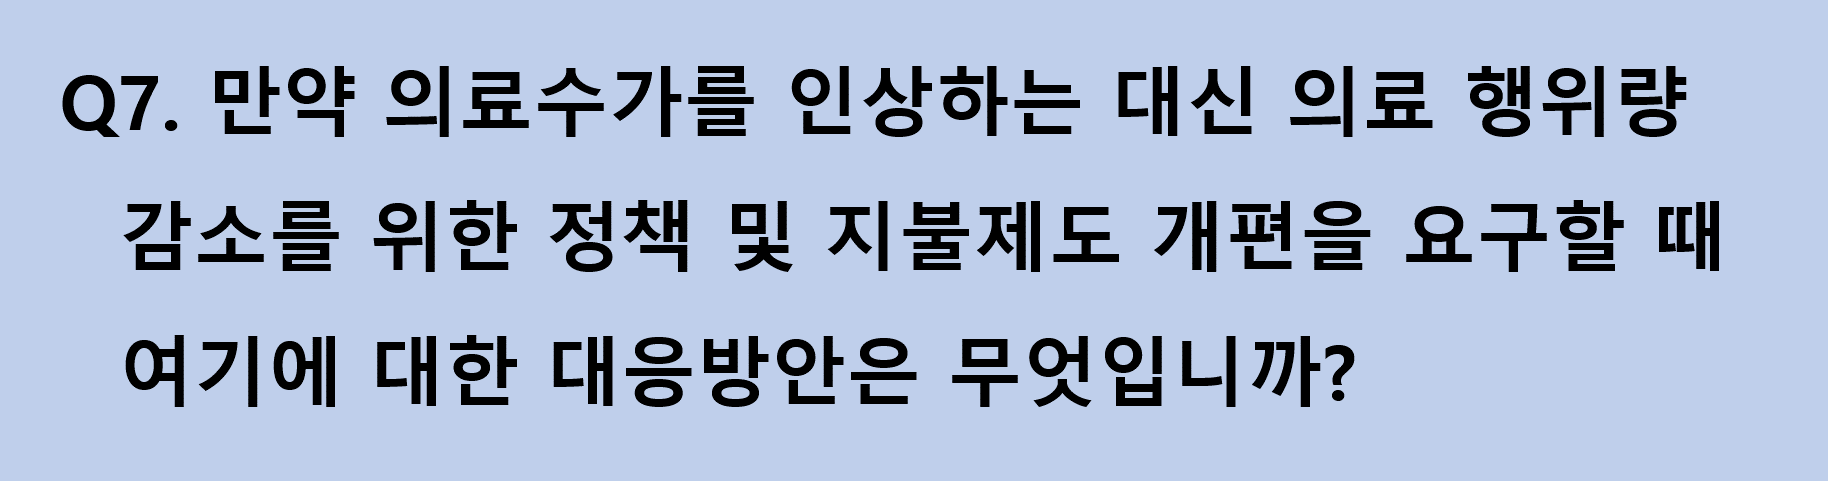 Q7. 만약 의료수가를 인상하는 대신 의료 행위량
감소를 위한 정책 및 지불제도 개편을 요구할 때
여기에 대한 대응방안은 무엇입니까?